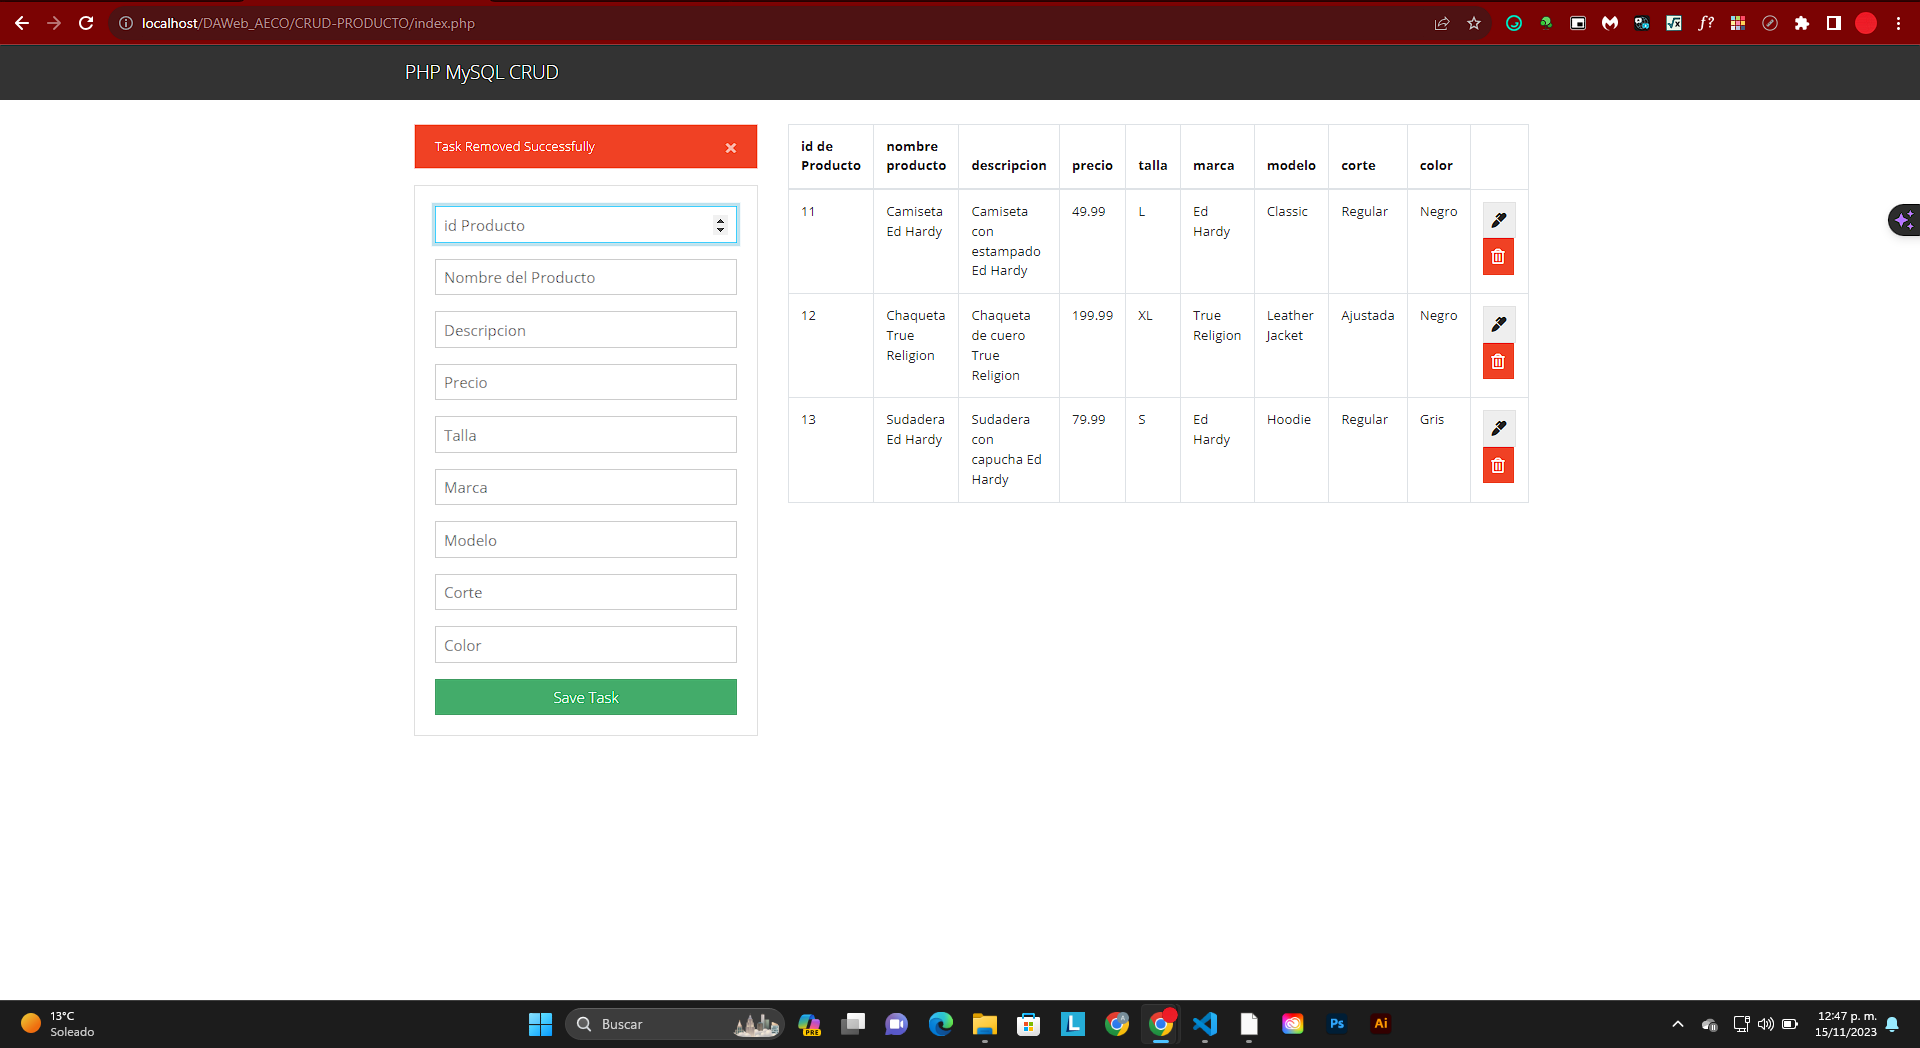 localhost/DAWeb_AECO/CRUD-PRODUCTO/index.php
PHP MySQL CRUD
Task Removed Successfully
×
id Producto
Nombre del Producto
Descripcion
Precio
Talla
Marca
Modelo
Corte
Color
Save Task
id de Producto nombre producto descripcion precio talla marca modelo corte color
11 Camiseta Ed Hardy Camiseta con estampado Ed Hardy 49.99 L Ed Hardy Classic Regular Negro
12 Chaqueta True Religion Chaqueta de cuero True Religion 199.99 XL True Religion Leather Jacket Ajustada Negro
13 Sudadera Ed Hardy Sudadera con capucha Ed Hardy 79.99 S Ed Hardy Hoodie Regular Gris
13°C
Soleado
Buscar
PRE
L
Ps
Ai
12:47 p. m.
15/11/2023